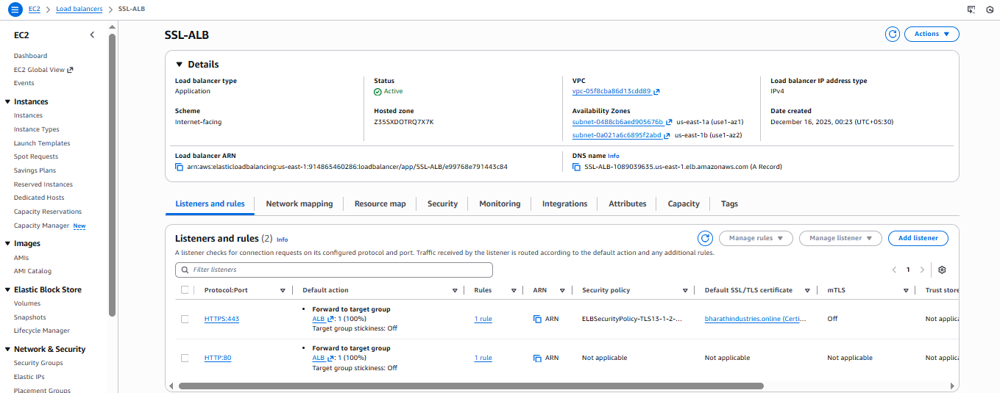 EC2 > Load balancers > SSL-ALB
EC2
Dashboard
EC2 Global View
Events
Instances
Instances
Instance Types
Launch Templates
Spot Requests
Savings Plans
Reserved Instances
Dedicated Hosts
Capacity Reservations
Capacity Manager New
Images
AMIs
AMI Catalog
Elastic Block Store
Volumes
Snapshots
Lifecycle Manager
Network & Security
Security Groups
Elastic IPs
Placement Groups
SSL-ALB
Actions
Details
Load balancer type
Application
Status
Active
VPC
vpc-05f8cba86d13cdd89
Load balancer IP address type
IPv4
Scheme
Internet-facing
Hosted zone
Z35SXDOTRQ7X7K
Availability Zones
subnet-0488cb6aed905676b us-east-1a (use1-az1)
subnet-0a021a6c6895f2abd us-east-1b (use1-az2)
Date created
December 16, 2025, 00:23 (UTC+05:30)
Load balancer ARN
arn:aws:elasticloadbalancing:us-east-1:914865460286:loadbalancer/app/SSL-ALB/e99768e791443c84
DNS name Info
SSL-ALB-1089039635.us-east-1.elb.amazonaws.com (A Record)
Listeners and rules Network mapping Resource map Security Monitoring Integrations Attributes Capacity Tags
Listeners and rules (2) Info
Manage rules Manage listener Add listener
A listener checks for connection requests on its configured protocol and port. Traffic received by the listener is routed according to the default action and any additional rules.
Filter listeners
1
Protocol:Port Default action Rules ARN Security policy Default SSL/TLS certificate mTLS Trust store
HTTPS:443
• Forward to target group
ALB: 1 (100%)
Target group stickiness: Off
1 rule
ARN
ELBSecurityPolicy-TLS13-1-2-...
bharathindustries.online (Certi...
Off
Not applica
HTTP:80
• Forward to target group
ALB: 1 (100%)
Target group stickiness: Off
1 rule
ARN
Not applicable
Not applicable
Not applicable
Not applica